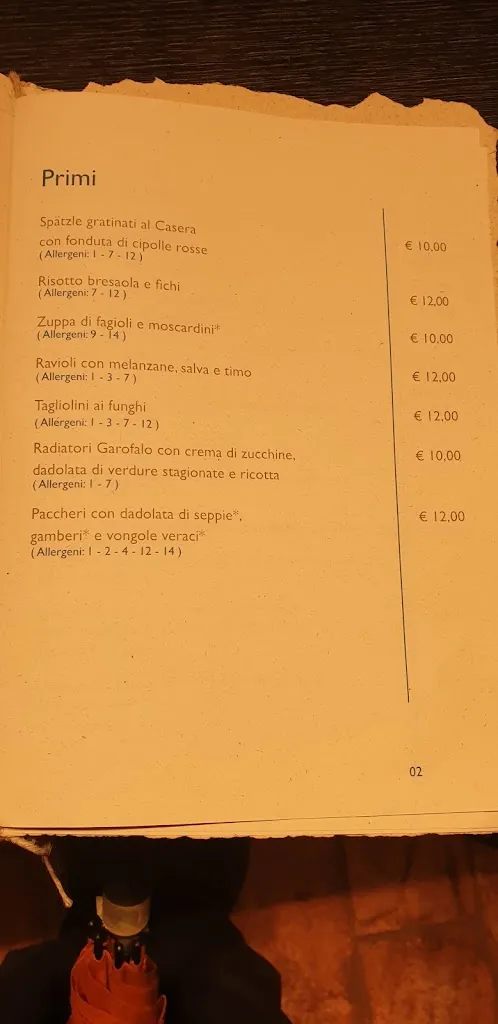 Primi
Spätzle gratinati al Casera
con fonduta di cipolle rosse
(Allergeni: 1 - 7 - 12)
€ 10,00
Risotto bresaola e fichi
(Allergeni: 7 - 12)
€ 12,00
Zuppa di fagioli e moscardini*
(Allergeni: 9 - 14)
€ 10,00
Ravioli con melanzane, salva e timo
(Allergeni: 1 - 3 - 7)
€ 12,00
Tagliolini ai funghi
(Allergeni: 1 - 3 - 7 - 12)
€ 12,00
Radiatori Garofalo con crema di zucchine,
dadolata di verdure stagionate e ricotta
(Allergeni: 1 - 7)
€ 10,00
Paccheri con dadolata di seppie*,
gamberi* e vongole veraci*
(Allergeni: 1 - 2 - 4 - 12 - 14)
€ 12,00
02